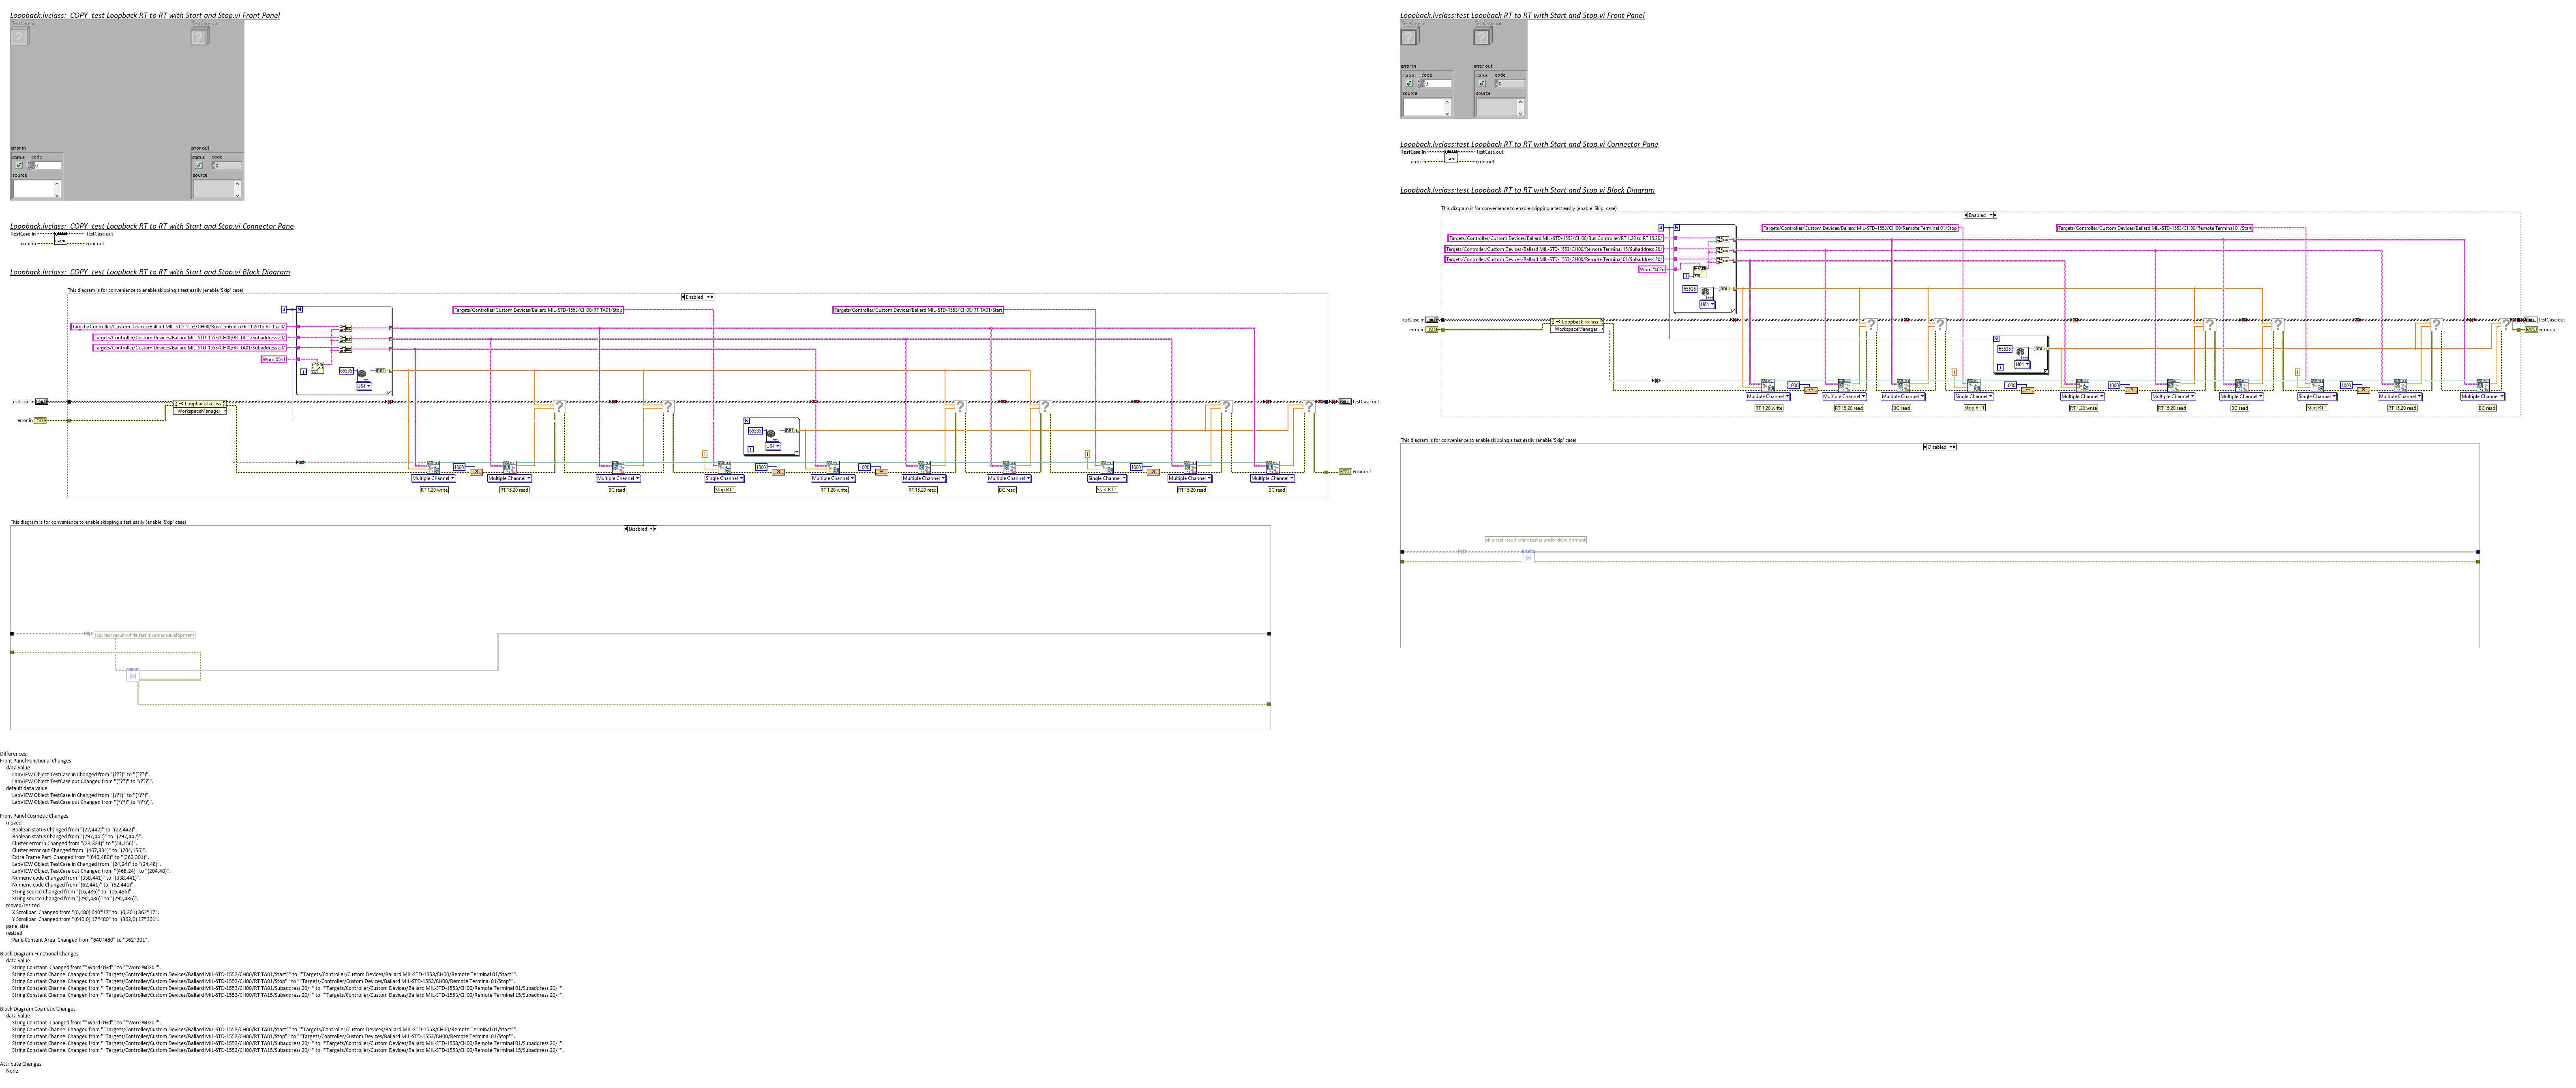 Loopback.lvclass:_COPY_test Loopback RT to RT with Start and Stop.vi Front Panel
TestCase in
TestCase out
error in
error out
status
code
status
code
0
0
source
source
Loopback.lvclass:_COPY_test Loopback RT to RT with Start and Stop.vi Connector Pane
TestCase in
TestCase out
error in
error out
Loopback.lvclass:_COPY_test Loopback RT to RT with Start and Stop.vi Block Diagram
This diagram is for convenience to enable skipping a test easily (enable 'Skip' case)
Enabled
Targets/Controller/Custom Devices/Ballard MIL-STD-1553/CH00/RT TA01/Stop
Targets/Controller/Custom Devices/Ballard MIL-STD-1553/CH00/RT TA01/Start
Targets/Controller/Custom Devices/Ballard MIL-STD-1553/CH00/Bus Controller/RT 1.20 to RT 15.20/
Targets/Controller/Custom Devices/Ballard MIL-STD-1553/CH00/RT TA15/Subaddress 20/
Targets/Controller/Custom Devices/Ballard MIL-STD-1553/CH00/RT TA01/Subaddress 20/
Word 0%d
65535
U64
TestCase in
Loopback.lvclass
WorkspaceManager
TestCase out
error in
65535
U64
1000
1000
1000
1000
error out
Multiple Channel
Multiple Channel
Multiple Channel
Single Channel
Multiple Channel
Multiple Channel
Multiple Channel
Single Channel
Multiple Channel
Multiple Channel
RT 1.20 write
RT 15.20 read
BC read
Stop RT 1
RT 1.20 write
RT 15.20 read
BC read
Start RT 1
RT 15.20 read
BC read
This diagram is for convenience to enable skipping a test easily (enable 'Skip' case)
Disabled
skip test result while test is under development
Differences:
Front Panel Functional Changes
data value
LabVIEW Object TestCase in Changed from "(???)" to "(???)".
LabVIEW Object TestCase out Changed from "(???)" to "(???)".
default data value
LabVIEW Object TestCase in Changed from "(???)" to "(???)".
LabVIEW Object TestCase out Changed from "(???)" to "(???)".
Front Panel Cosmetic Changes
moved
Boolean status Changed from "(22,442)" to "(22,442)".
Boolean status Changed from "(297,442)" to "(297,442)".
Cluster error in Changed from "(23,334)" to "(24,156)".
Cluster error out Changed from "(467,334)" to "(204,156)".
Extra Frame Part  Changed from "(640,480)" to "(362,301)".
LabVIEW Object TestCase in Changed from "(24,24)" to "(24,48)".
LabVIEW Object TestCase out Changed from "(468,24)" to "(204,48)".
Numeric code Changed from "(338,441)" to "(338,441)".
Numeric code Changed from "(62,441)" to "(62,441)".
String source Changed from "(16,486)" to "(16,486)".
String source Changed from "(292,486)" to "(292,486)".
moved/resized
X Scrollbar  Changed from "(0,480) 640*17" to "(0,301) 362*17".
Y Scrollbar  Changed from "(640,0) 17*480" to "(362,0) 17*301".
panel size
resized
Pane Content Area  Changed from "640*480" to "362*301".
Block Diagram Functional Changes
data value
String Constant  Changed from ""Word 0%d"" to ""Word %02d"".
String Constant Channel Changed from ""Targets/Controller/Custom Devices/Ballard MIL-STD-1553/CH00/RT TA01/Start"" to ""Targets/Controller/Custom Devices/Ballard MIL-STD-1553/CH00/Remote Terminal 01/Start"".
String Constant Channel Changed from ""Targets/Controller/Custom Devices/Ballard MIL-STD-1553/CH00/RT TA01/Stop"" to ""Targets/Controller/Custom Devices/Ballard MIL-STD-1553/CH00/Remote Terminal 01/Stop"".
String Constant Channel Changed from ""Targets/Controller/Custom Devices/Ballard MIL-STD-1553/CH00/RT TA01/Subaddress 20/"" to ""Targets/Controller/Custom Devices/Ballard MIL-STD-1553/CH00/Remote Terminal 01/Subaddress 20/"".
String Constant Channel Changed from ""Targets/Controller/Custom Devices/Ballard MIL-STD-1553/CH00/RT TA15/Subaddress 20/"" to ""Targets/Controller/Custom Devices/Ballard MIL-STD-1553/CH00/Remote Terminal 15/Subaddress 20/"".
Block Diagram Cosmetic Changes
data value
String Constant  Changed from ""Word 0%d"" to ""Word %02d"".
String Constant Channel Changed from ""Targets/Controller/Custom Devices/Ballard MIL-STD-1553/CH00/RT TA01/Start"" to ""Targets/Controller/Custom Devices/Ballard MIL-STD-1553/CH00/Remote Terminal 01/Start"".
String Constant Channel Changed from ""Targets/Controller/Custom Devices/Ballard MIL-STD-1553/CH00/RT TA01/Stop"" to ""Targets/Controller/Custom Devices/Ballard MIL-STD-1553/CH00/Remote Terminal 01/Stop"".
String Constant Channel Changed from ""Targets/Controller/Custom Devices/Ballard MIL-STD-1553/CH00/RT TA01/Subaddress 20/"" to ""Targets/Controller/Custom Devices/Ballard MIL-STD-1553/CH00/Remote Terminal 01/Subaddress 20/"".
String Constant Channel Changed from ""Targets/Controller/Custom Devices/Ballard MIL-STD-1553/CH00/RT TA15/Subaddress 20/"" to ""Targets/Controller/Custom Devices/Ballard MIL-STD-1553/CH00/Remote Terminal 15/Subaddress 20/"".
Attribute Changes
None
Loopback.lvclass:test Loopback RT to RT with Start and Stop.vi Front Panel
TestCase in
TestCase out
error in
error out
status
code
status
code
0
0
source
source
Loopback.lvclass:test Loopback RT to RT with Start and Stop.vi Connector Pane
TestCase in
TestCase out
error in
error out
Loopback.lvclass:test Loopback RT to RT with Start and Stop.vi Block Diagram
This diagram is for convenience to enable skipping a test easily (enable 'Skip' case)
Enabled
Targets/Controller/Custom Devices/Ballard MIL-STD-1553/CH00/Remote Terminal 01/Stop
Targets/Controller/Custom Devices/Ballard MIL-STD-1553/CH00/Remote Terminal 01/Start
Targets/Controller/Custom Devices/Ballard MIL-STD-1553/CH00/Bus Controller/RT 1.20 to RT 15.20/
Targets/Controller/Custom Devices/Ballard MIL-STD-1553/CH00/Remote Terminal 15/Subaddress 20/
Targets/Controller/Custom Devices/Ballard MIL-STD-1553/CH00/Remote Terminal 01/Subaddress 20/
Word %02d
65535
U64
TestCase in
Loopback.lvclass
TestCase out
error in
WorkspaceManager
error out
65535
U64
1000
1000
1000
1000
Multiple Channel
Multiple Channel
Multiple Channel
Single Channel
Multiple Channel
Multiple Channel
Multiple Channel
Single Channel
Multiple Channel
Multiple Channel
RT 1.20 write
RT 15.20 read
BC read
Stop RT 1
RT 1.20 write
RT 15.20 read
BC read
Start RT 1
RT 15.20 read
BC read
This diagram is for convenience to enable skipping a test easily (enable 'Skip' case)
Disabled
skip test result while test is under development